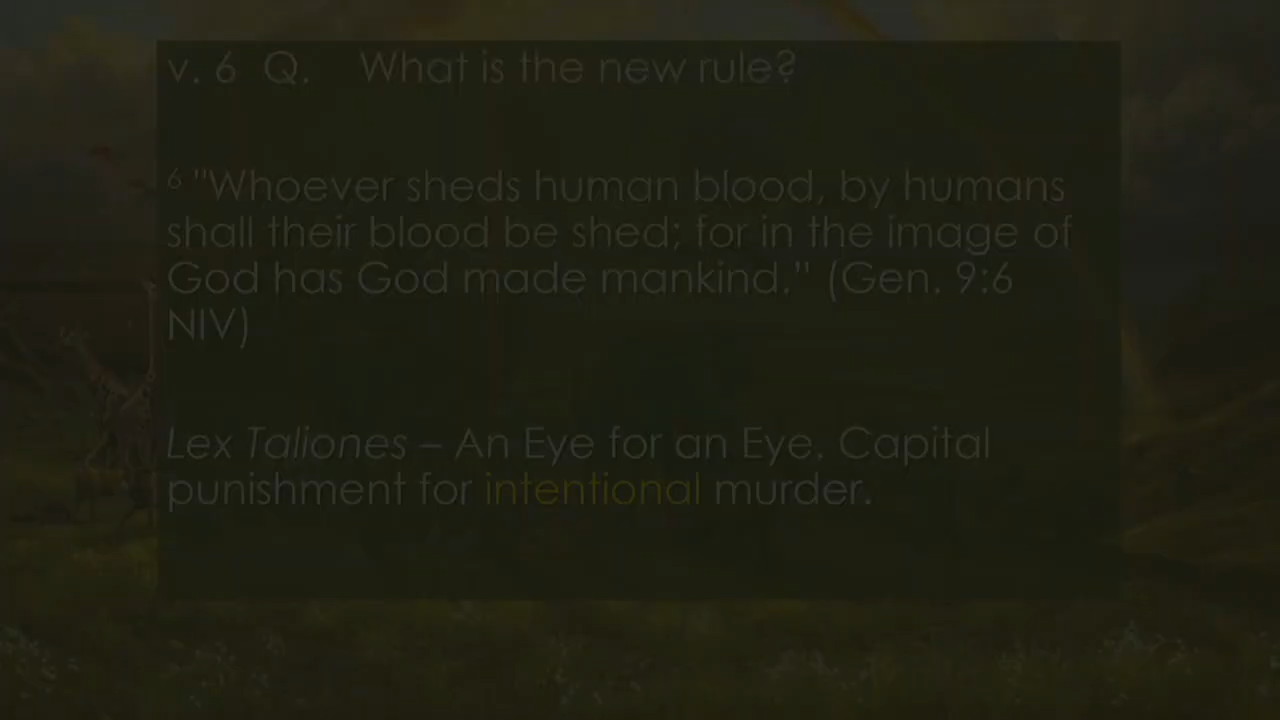 v. 6 Q. What is the new rule?
6 "Whoever sheds human blood, by humans
shall their blood be shed; for in the image of
God has God made mankind." (Gen. 9:6
NIV)
Lex Taliones – An Eye for an Eye. Capital
punishment for intentional murder.